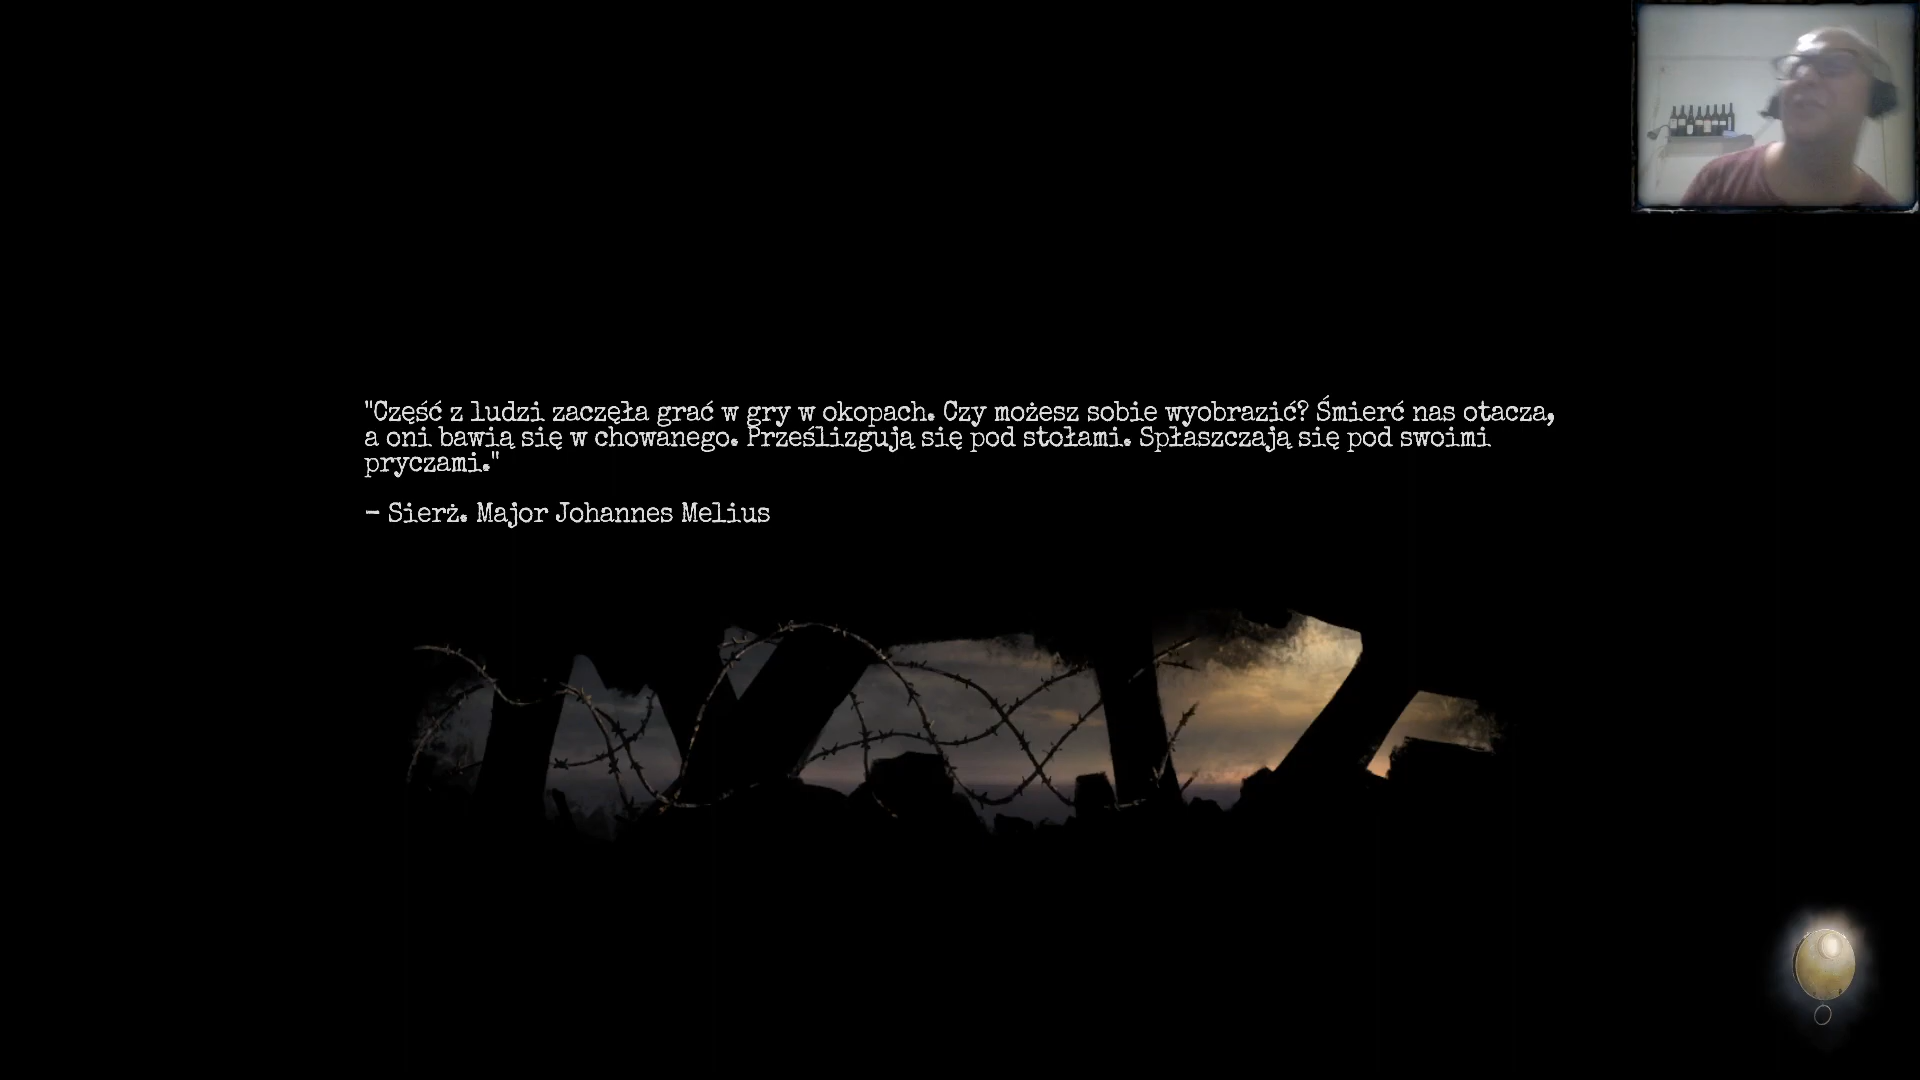 "Część z ludzi zaczęła grać w gry w okopach. Czy możesz sobie wyobrazić? Śmierć nas otacza,
a oni bawią się w chowanego. Prześlizgują się pod stołami. Spłaszczają się pod swoimi
pryczami."
– Sierż. Major Johannes Melius